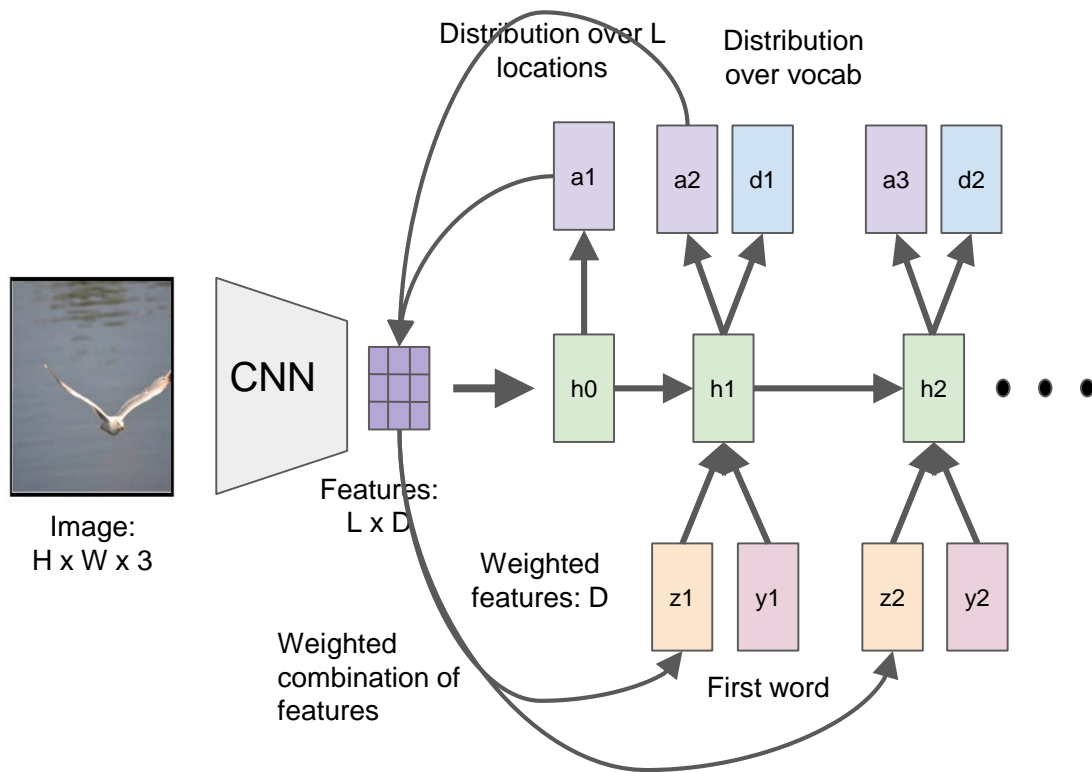 Distribution over L
locations
Distribution
over vocab
a1
a2
d1
a3
d2
CNN
h0
h1
h2
Features:
L x D
Image:
H x W x 3
Weighted
features: D
z1
y1
z2
y2
Weighted
combination of
features
First word